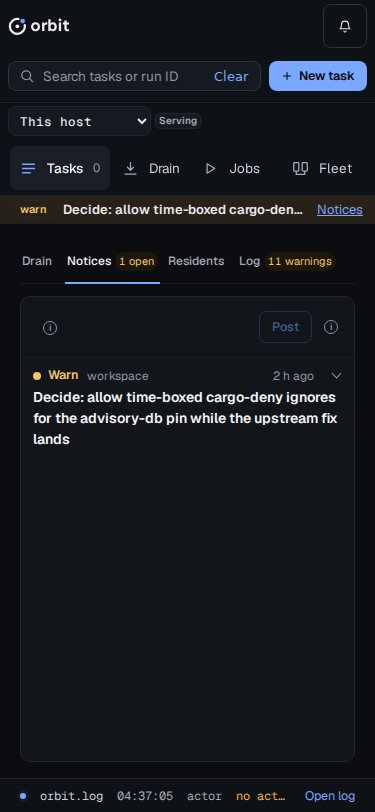 orbit
Search tasks or run ID Clear + New task
This host Serving
Tasks 0 Drain Jobs Fleet
warn Decide: allow time-boxed cargo-den... Notices
Drain Notices 1 open Residents Log 11 warnings
Post
Warn workspace 2 h ago
Decide: allow time-boxed cargo-deny ignores
for the advisory-db pin while the upstream fix
lands
orbit.log 04:37:05 actor no act… Open log